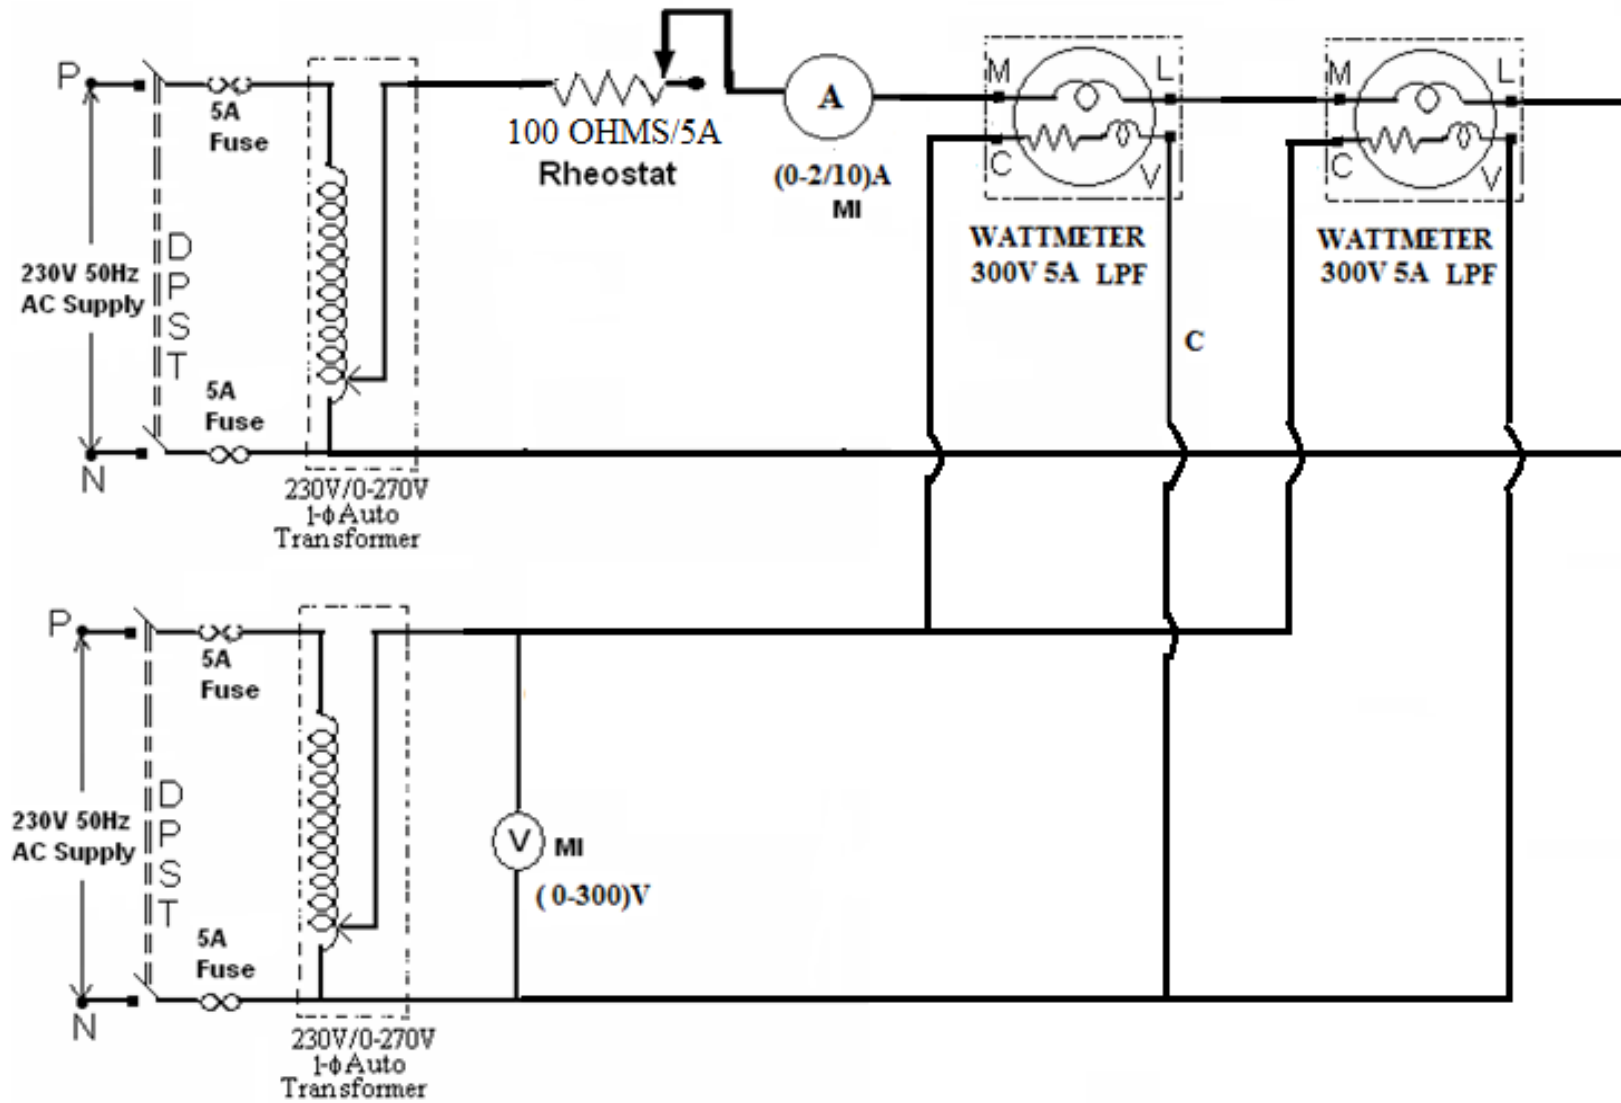 P
5A
Fuse
100 OHMS/5A
Rheostat
A
(0-2/10)A
MI
M
L
C
V
WATTMETER
300V 5A LPF
M
L
C
V
WATTMETER
300V 5A LPF
230V 50Hz
AC Supply
D
P
S
T
C
5A
Fuse
N
230V/0-270V
1-ϕ Auto
Transformer
P
5A
Fuse
230V 50Hz
AC Supply
D
P
S
T
V
MI
( 0-300)V
5A
Fuse
N
230V/0-270V
1-ϕ Auto
Transformer